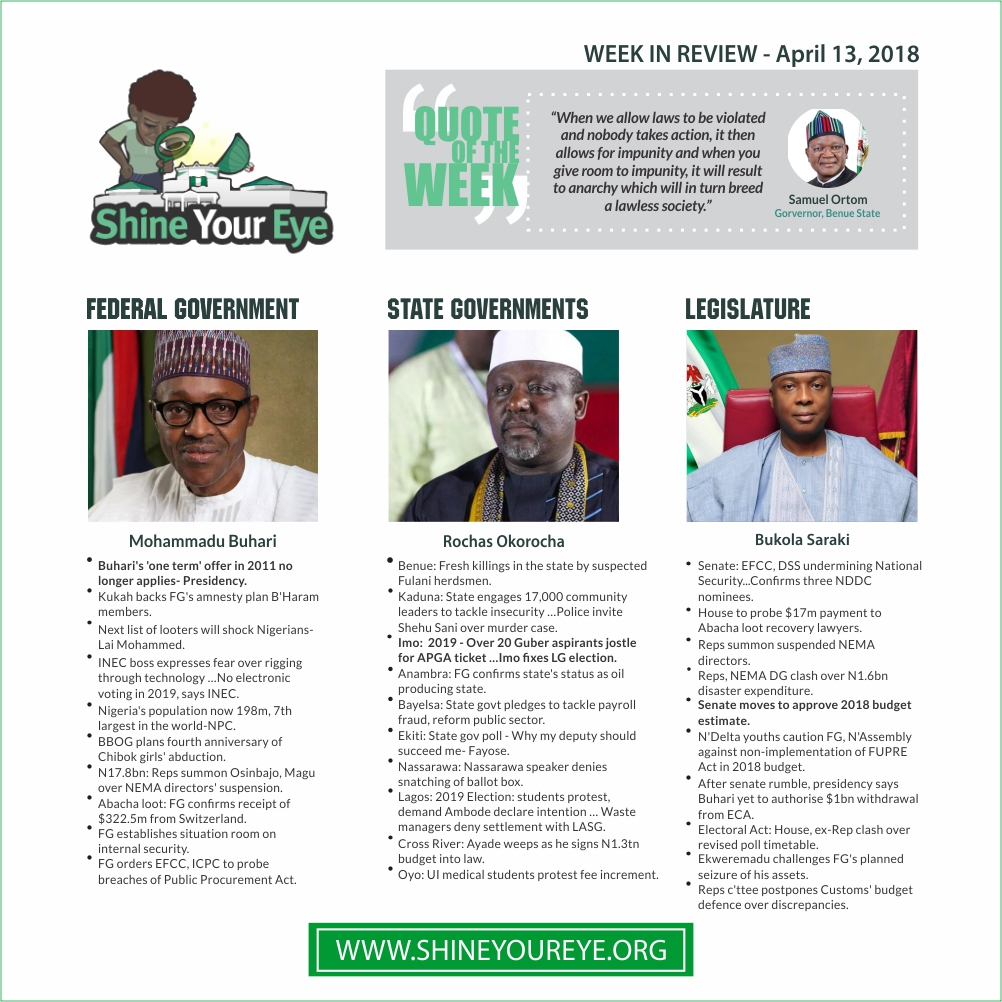 WEEK IN REVIEW - April 13, 2018
Shine Your Eye
QUOTE
OF THE
WEEK
“When we allow laws to be violated
and nobody takes action, it then
allows for impunity and when you
give room to impunity, it will result
to anarchy which will in turn breed
a lawless society.”
Samuel Ortom
Gorvernor, Benue State
FEDERAL GOVERNMENT
Mohammadu Buhari
• Buhari's 'one term' offer in 2011 no
longer applies- Presidency.
• Kukah backs FG's amnesty plan B'Haram
members.
• Next list of looters will shock Nigerians-
Lai Mohammed.
• INEC boss expresses fear over rigging
through technology ...No electronic
voting in 2019, says INEC.
• Nigeria's population now 198m, 7th
largest in the world-NPC.
• BBOG plans fourth anniversary of
Chibok girls' abduction.
• N17.8bn: Reps summon Osinbajo, Magu
over NEMA directors' suspension.
• Abacha loot: FG confirms receipt of
$322.5m from Switzerland.
• FG establishes situation room on
internal security.
• FG orders EFCC, ICPC to probe
breaches of Public Procurement Act.
STATE GOVERNMENTS
Rochas Okorocha
• Benue: Fresh killings in the state by suspected
Fulani herdsmen.
• Kaduna: State engages 17,000 community
leaders to tackle insecurity ...Police invite
Shehu Sani over murder case.
• Imo: 2019 - Over 20 Guber aspirants jostle
for APGA ticket ...Imo fixes LG election.
• Anambra: FG confirms state's status as oil
producing state.
• Bayelsa: State govt pledges to tackle payroll
fraud, reform public sector.
• Ekiti: State gov poll - Why my deputy should
succeed me- Fayose.
• Nassarawa: Nassarawa speaker denies
snatching of ballot box.
• Lagos: 2019 Election: students protest,
demand Ambode declare intention ... Waste
managers deny settlement with LASG.
• Cross River: Ayade weeps as he signs N1.3tn
budget into law.
• Oyo: UI medical students protest fee increment.
LEGISLATURE
Bukola Saraki
• Senate: EFCC, DSS undermining National
Security...Confirms three NDDC
nominees.
• House to probe $17m payment to
Abacha loot recovery lawyers.
• Reps summon suspended NEMA
directors.
• Reps, NEMA DG clash over N1.6bn
disaster expenditure.
• Senate moves to approve 2018 budget
estimate.
• N'Delta youths caution FG, N'Assembly
against non-implementation of FUPRE
Act in 2018 budget.
• After senate rumble, presidency says
Buhari yet to authorise $1bn withdrawal
from ECA.
• Electoral Act: House, ex-Rep clash over
revised poll timetable.
• Ekweremadu challenges FG's planned
seizure of his assets.
• Reps c'ttee postpones Customs' budget
defence over discrepancies.
WWW.SHINEYOUREYE.ORG